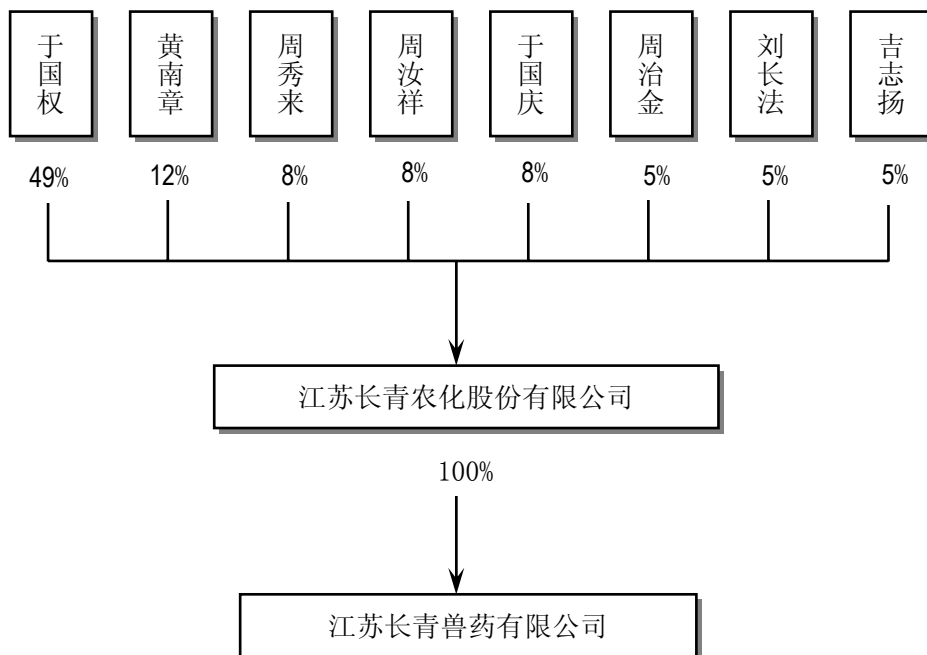 于国权
黄南章
周秀来
周汝祥
于国庆
周治金
刘长法
吉志扬
49%
12%
8%
8%
8%
5%
5%
5%
江苏长青农化股份有限公司
100%
江苏长青兽药有限公司